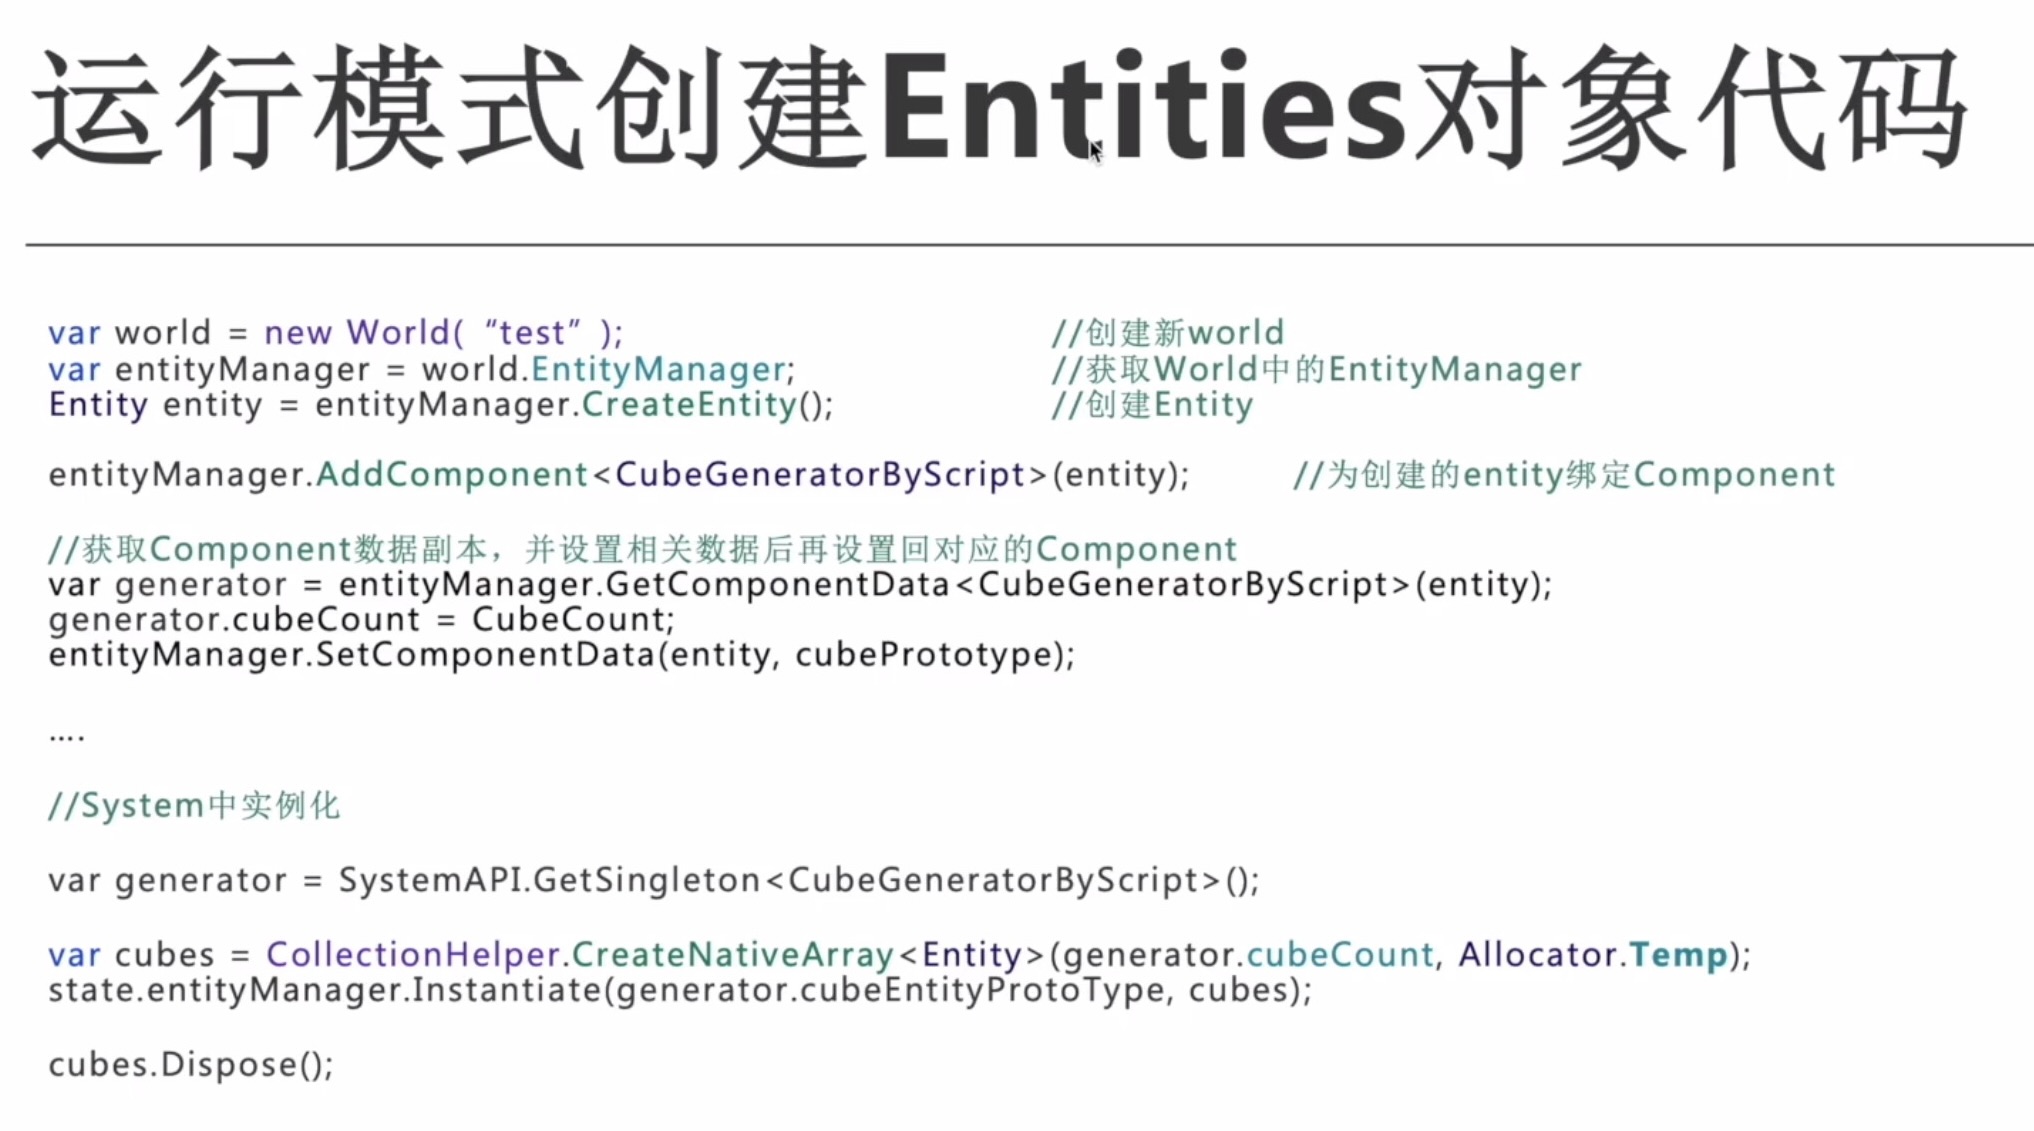 运行模式创建Entities对象代码
var world = new World( “test” ); //创建新world
var entityManager = world.EntityManager; //获取World中的EntityManager
Entity entity = entityManager.CreateEntity(); //创建Entity
entityManager.AddComponent<CubeGeneratorByScript>(entity); //为创建的entity绑定Component
//获取Component数据副本，并设置相关数据后再设置回对应的Component
var generator = entityManager.GetComponentData<CubeGeneratorByScript>(entity);
generator.cubeCount = CubeCount;
entityManager.SetComponentData(entity, cubePrototype);
....
//System中实例化
var generator = SystemAPI.GetSingleton<CubeGeneratorByScript>();
var cubes = CollectionHelper.CreateNativeArray<Entity>(generator.cubeCount, Allocator.Temp);
state.entityManager.Instantiate(generator.cubeEntityProtoType, cubes);
cubes.Dispose();